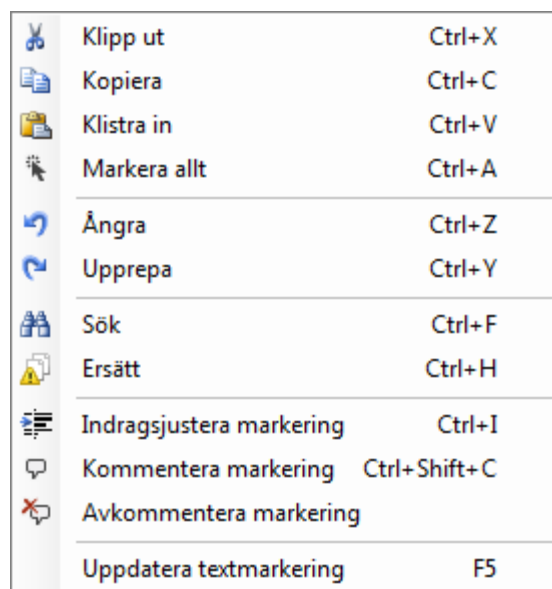 Klipp ut Ctrl+X
Kopiera Ctrl+C
Klistra in Ctrl+V
Markera allt Ctrl+A
Ångra Ctrl+Z
Upprepa Ctrl+Y
Sök Ctrl+F
Ersätt Ctrl+H
Indragsjustera markering Ctrl+I
Kommentera markering Ctrl+Shift+C
Avkommentera markering
Uppdatera textmarkering F5